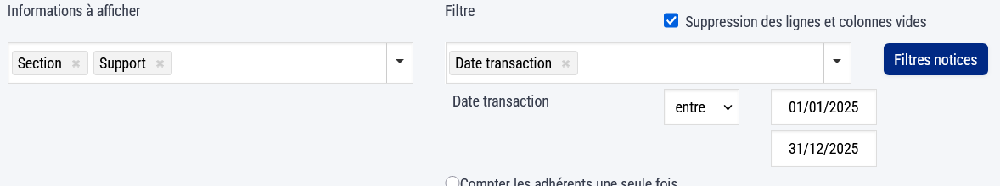 Informations à afficher
Filtre
Suppression des lignes et colonnes vides
Section × Support ×
Date transaction ×
Filtres notices
Date transaction
entre
01/01/2025
31/12/2025
Compter les adhérents une seule fois